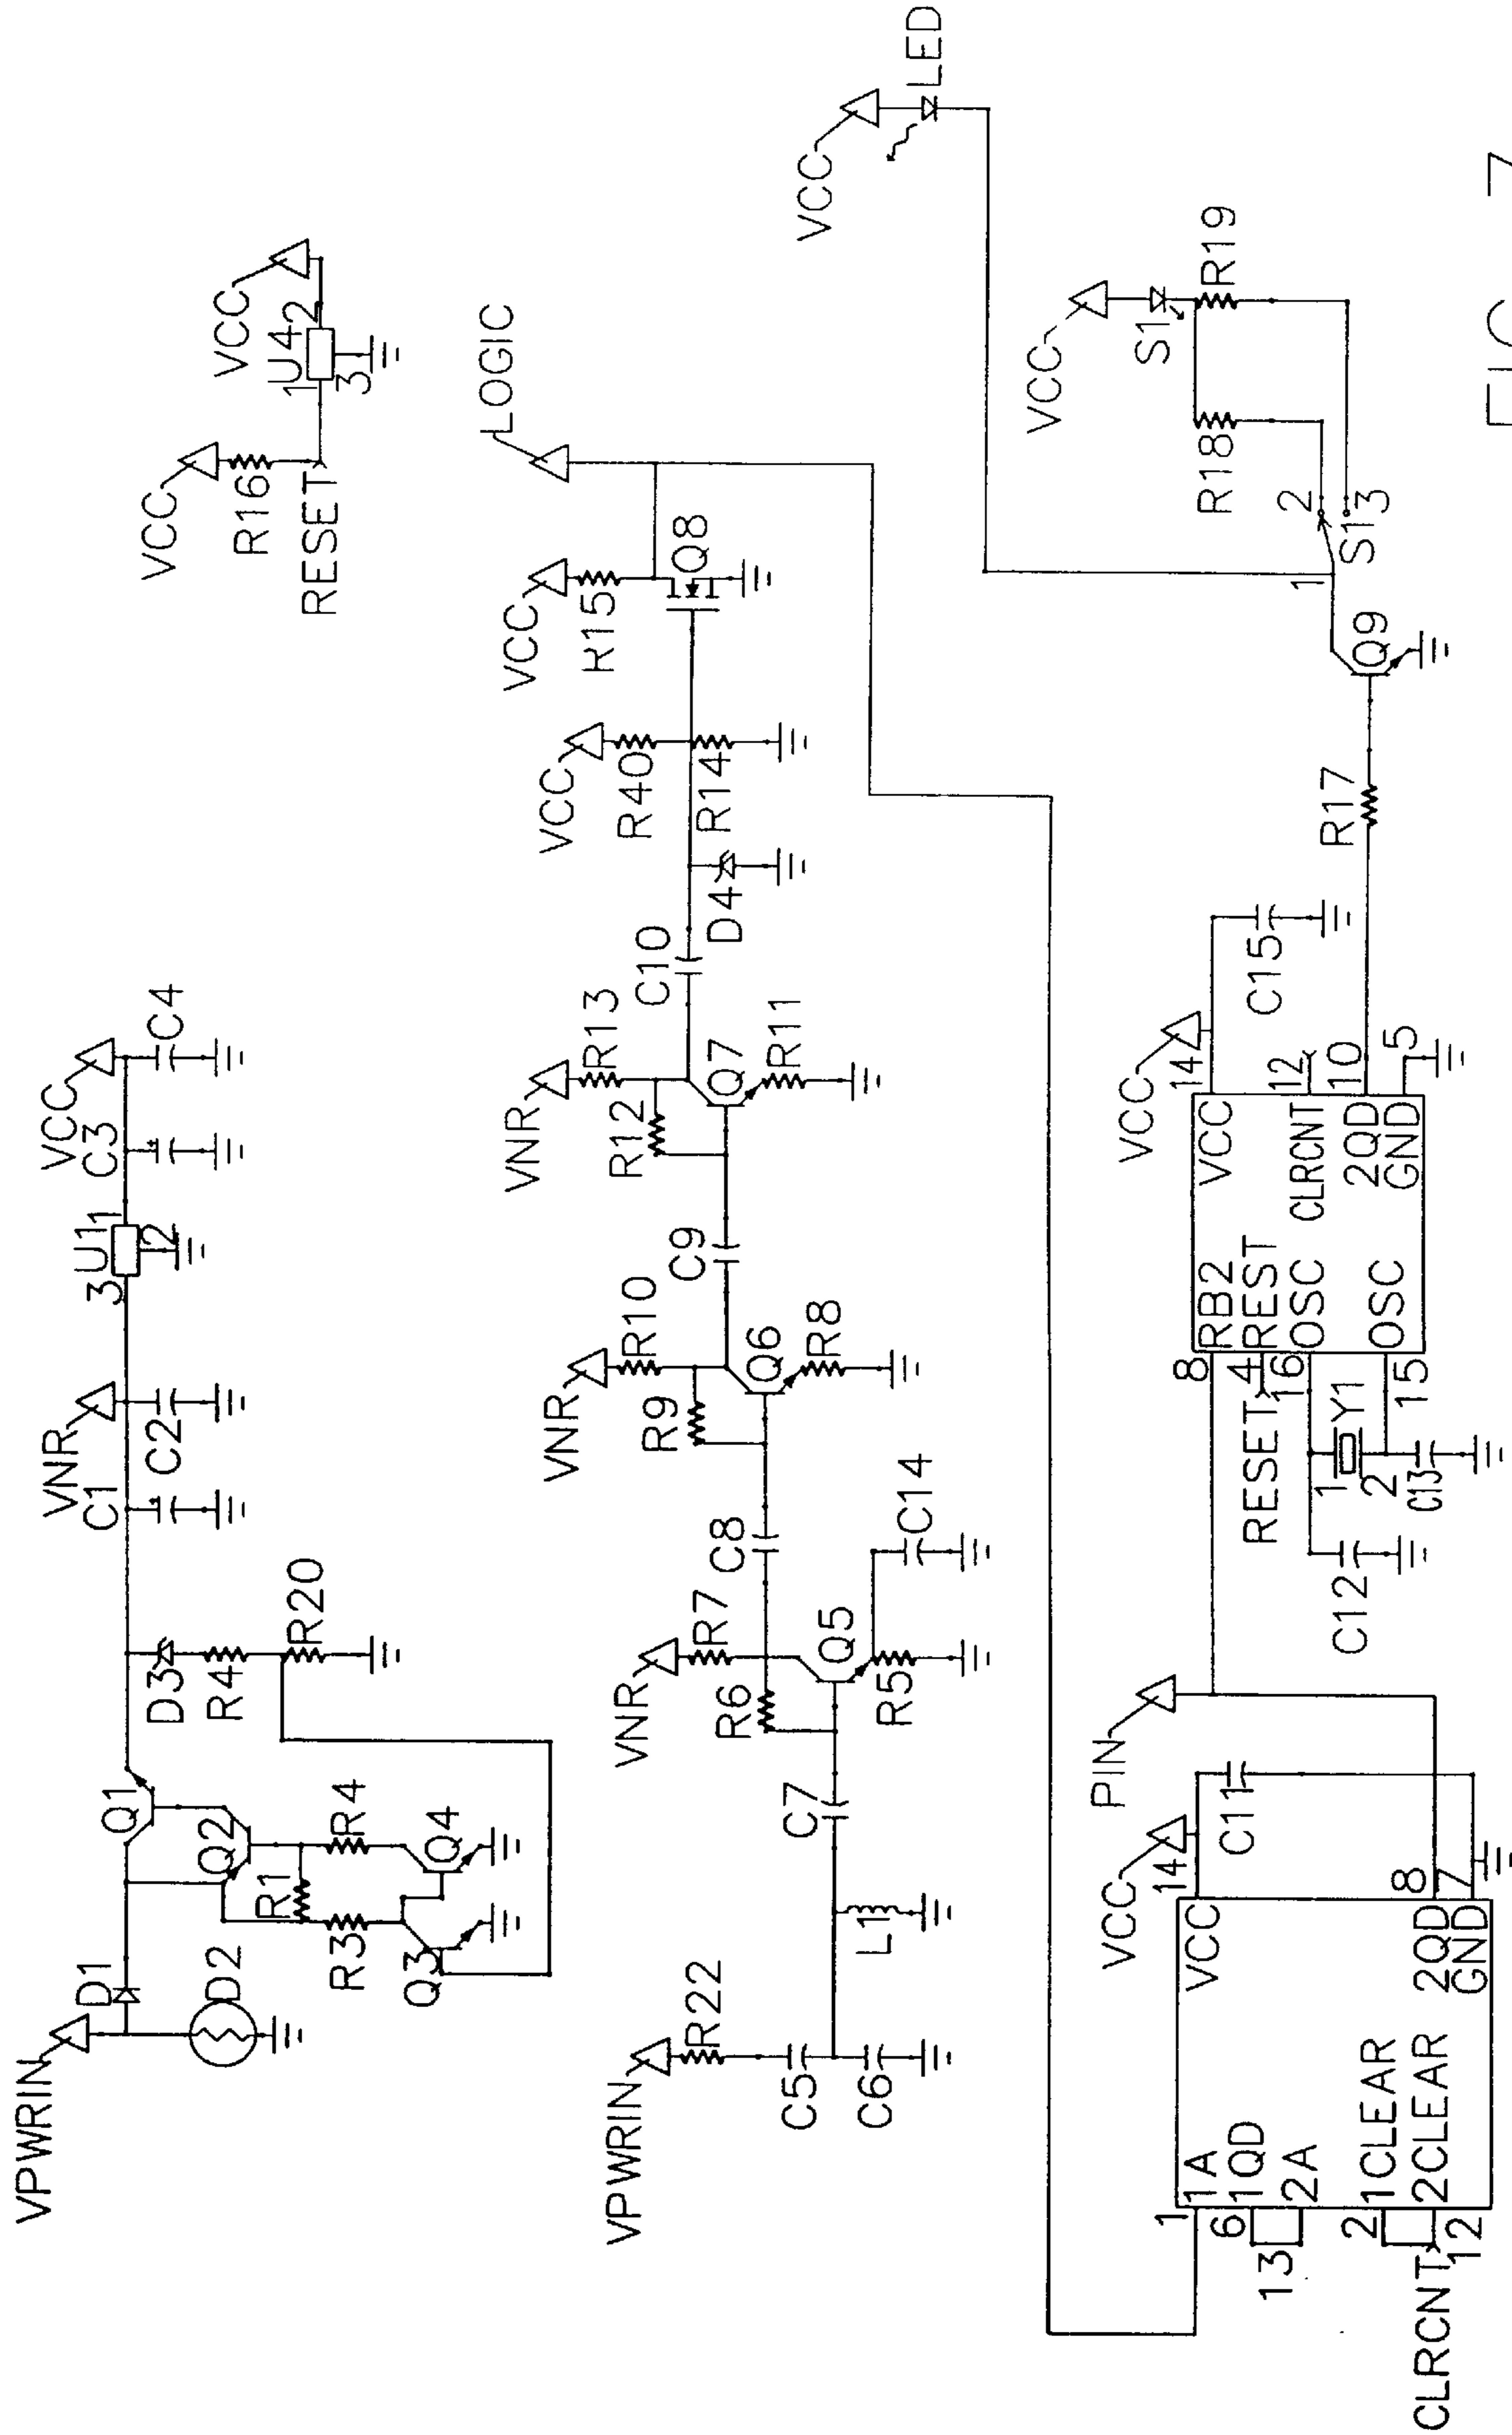 VPWRIN
D1
D2
Q1
Q2
R1
R3
R4
Q3
Q4
D3
R4
R20
C1
VNR
C2
3
U1
1
2
C3
VCC
C4
VCC
R16
RESET
1
U4
2
3
VCC
VPWRIN
R22
C5
C6
L1
C7
VNR
R7
R6
Q5
R5
C14
C8
VNR
R10
R9
Q6
R8
C9
VNR
R13
R12
Q7
R11
C10
D4
VCC
R40
R14
VCC
R15
Q8
LOGIC
VCC
LED
1
6
13
2
12
CLRCNT
1A
1QD
2A
1CLEAR
2CLEAR
VCC
2QD
GND
VCC
14
8
7
C11
PIN
8
4
RESET
16
15
1
Y1
2
C12
C13
RB2
REST
OSC
OSC
VCC
CLRCNT
2QD
GND
VCC
14
12
10
5
C15
R17
Q9
1
S1
2
3
R18
R19
S1
VCC